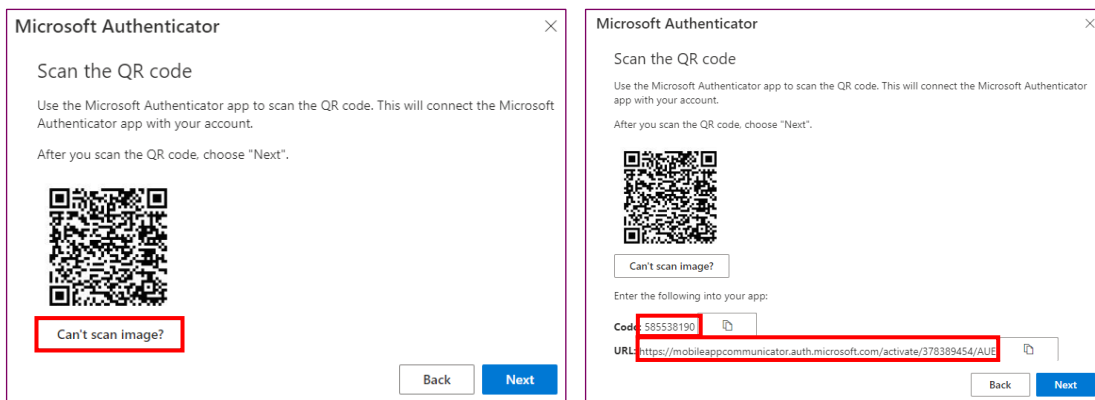 Microsoft Authenticator
Scan the QR code
Use the Microsoft Authenticator app to scan the QR code. This will connect the Microsoft
Authenticator app with your account.
After you scan the QR code, choose "Next".
Can't scan image?
Back
Next
Microsoft Authenticator
Scan the QR code
Use the Microsoft Authenticator app to scan the QR code. This will connect the Microsoft Authenticator
app with your account.
After you scan the QR code, choose "Next".
Can't scan image?
Enter the following into your app:
Code: 585538190
URL: https://mobileappcommunicator.auth.microsoft.com/activate/378389454/AUE
Back
Next